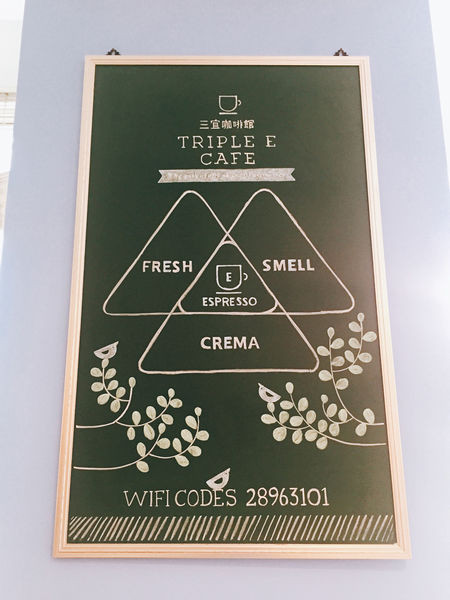 三宜咖啡館
TRIPLE E
CAFE
FRESH
SMELL
E
ESPRESSO
CREMA
WIFI CODES 28963101